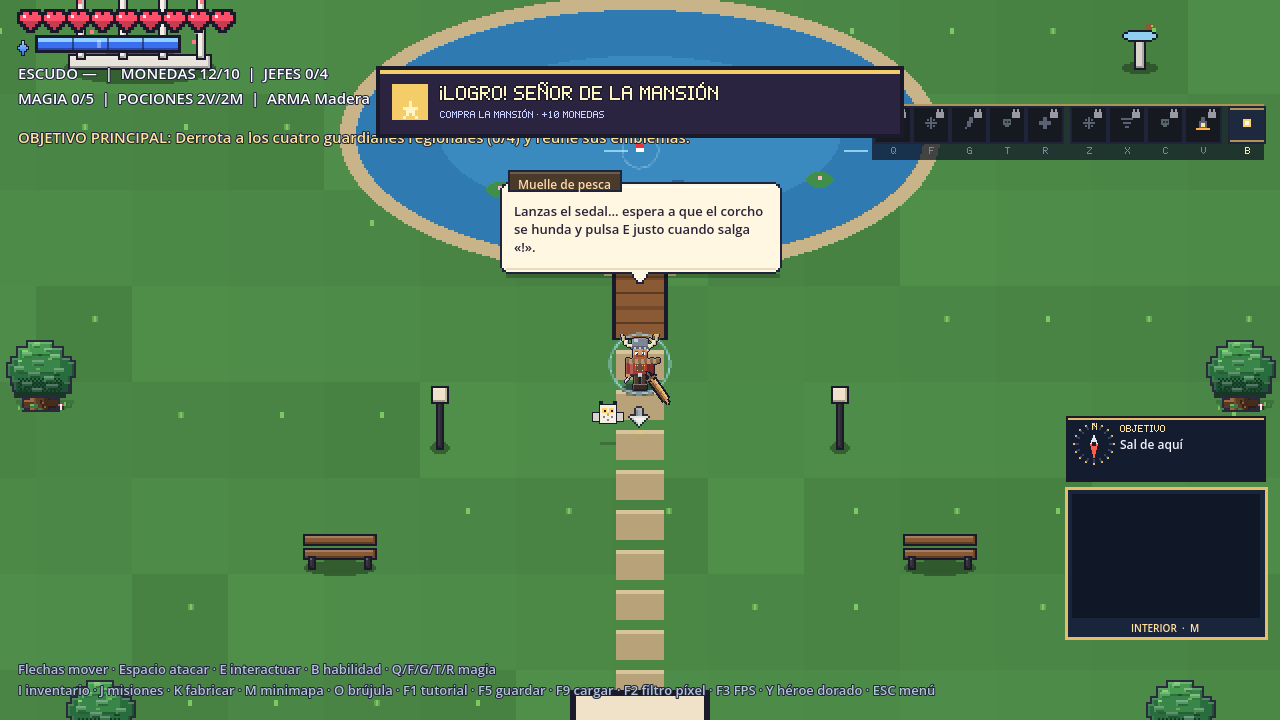 ESCUDO — | MONEDAS 12/10 | JEFES 0/4
MAGIA 0/5 | POCIONES 2V/2M | ARMA Madera
¡LOGRO! SEÑOR DE LA MANSIÓN
COMPRA LA MANSIÓN · +10 MONEDAS
OBJETIVO PRINCIPAL: Derrota a los cuatro guardianes regionales (0/4) y reúne sus emblemas.
Q F G T R Z X C V B
Muelle de pesca
Lanzas el sedal... espera a que el corcho
se hunda y pulsa E justo cuando salga
«!».
N
OBJETIVO
Sal de aquí
INTERIOR · M
Flechas mover · Espacio atacar · E interactuar · B habilidad · Q/F/G/T/R magia
I inventario · J misiones · K fabricar · M minimapa · O brújula · F1 tutorial · F5 guardar · F9 cargar · F2 filtro píxel · F3 FPS · Y héroe dorado · ESC menú